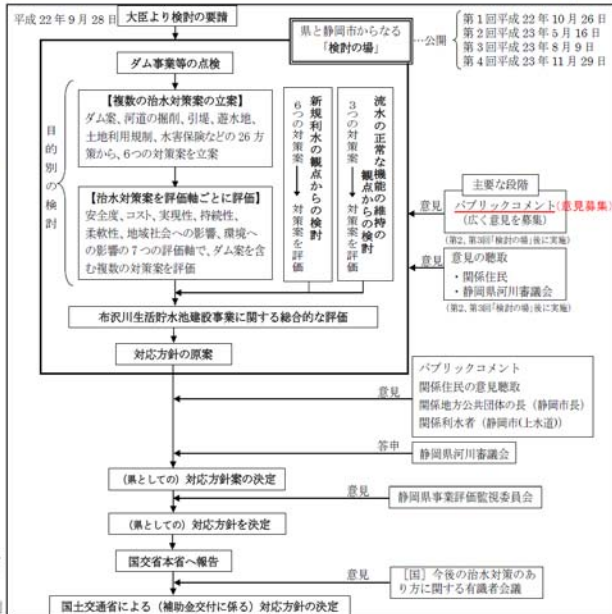 平成 22 年 9 月 28 日
大臣より検討の要請
県と静岡市からなる
「検討の場」
…公開
第１回平成 22 年 10 月 26 日
第２回平成 23 年 5 月 16 日
第３回平成 23 年 8 月 9 日
第４回平成 23 年 11 月 29 日
ダム事業等の点検
目的別の検討
【複数の治水対策案の立案】
ダム案、河道の掘削、引堤、遊水地、
土地利用規制、水害保険などの 26 方
策から、6つの対策案を立案
【治水対策案を評価軸ごとに評価】
安全度、コスト、実現性、持続性、
柔軟性、地域社会への影響、環境へ
の影響の 7 つの評価軸で、ダム案を含
む複数の対策案を評価
新規利水の観点からの検討
６つの対策案
対策案を評価
流水の正常な機能の維持の
観点からの検討
３つの対策案
対策案を評価
主要な段階
意見
パブリックコメント(意見募集)
（広く意見を募集）
(第2、第3回「検討の場」後に実施)
意見
意見の聴取
・関係住民
・静岡県河川審議会
(第2、第3回「検討の場」後に実施)
布沢川生活貯水池建設事業に関する総合的な評価
対応方針の原案
意見
パブリックコメント
関係住民の意見聴取
関係地方公共団体の長（静岡市長）
関係利水者（静岡市(上水道)）
答申
静岡県河川審議会
（県としての）対応方針案の決定
意見
静岡県事業評価監視委員会
（県としての）対応方針を決定
国交省本省へ報告
意見
［国］今後の治水対策のあ
り方に関する有識者会議
国土交通省による（補助金交付に係る）対応方針の決定